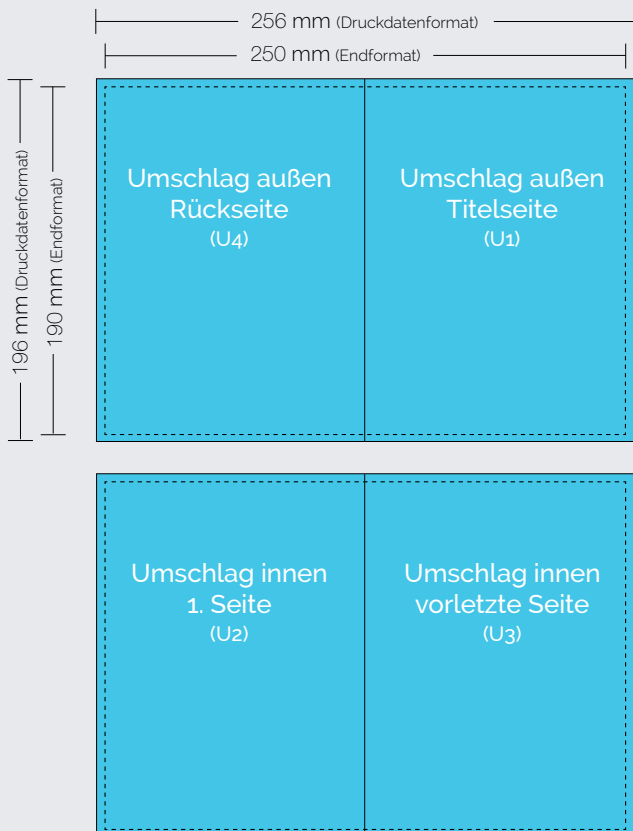 256 mm (Druckdatenformat)
250 mm (Endformat)
196 mm (Druckdatenformat)
190 mm (Endformat)
Umschlag außen
Rückseite
(U4)
Umschlag außen
Titelseite
(U1)
Umschlag innen
1. Seite
(U2)
Umschlag innen
vorletzte Seite
(U3)